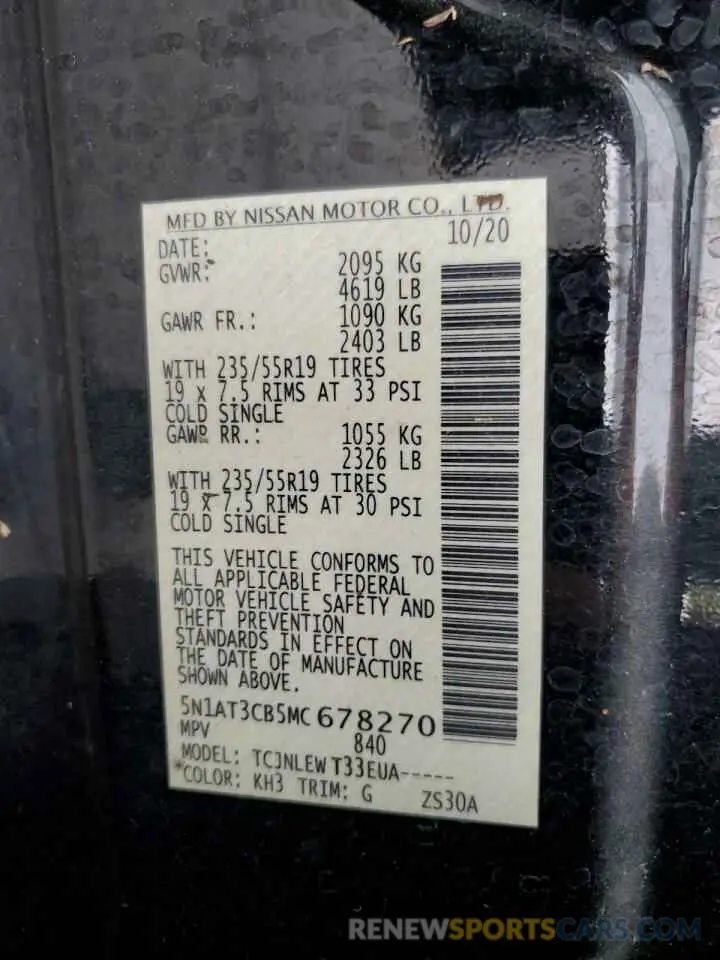 MFD BY NISSAN MOTOR CO., LTD.
DATE: 10/20
GVWR: 2095 KG
4619 LB
GAWR FR.: 1090 KG
2403 LB
WITH 235/55R19 TIRES
19 x 7.5 RIMS AT 33 PSI
COLD SINGLE
GAWR RR.: 1055 KG
2326 LB
WITH 235/55R19 TIRES
19 x 7.5 RIMS AT 30 PSI
COLD SINGLE
THIS VEHICLE CONFORMS TO
ALL APPLICABLE FEDERAL
MOTOR VEHICLE SAFETY AND
THEFT PREVENTION
STANDARDS IN EFFECT ON
THE DATE OF MANUFACTURE
SHOWN ABOVE.
5N1AT3CB5MC 678270
MPV 840
MODEL: TCJNLEW T33EUA-----
*COLOR: KH3 TRIM: G ZS30A
RENEWSPORTSCARS.COM